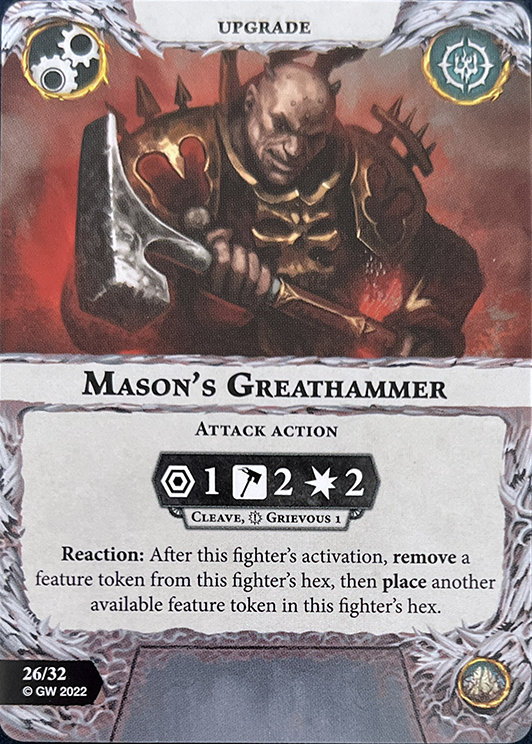 UPGRADE
MASON'S GREATHAMMER
ATTACK ACTION
1 2 2
CLEAVE, GRIEVOUS 1
Reaction: After this fighter's activation, remove a
feature token from this fighter's hex, then place another
available feature token in this fighter's hex.
26/32
© GW 2022